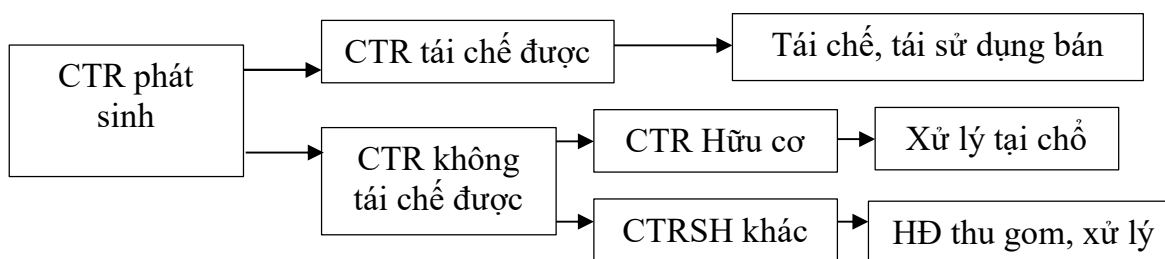 CTR phát
sinh
CTR tái chế được
Tái chế, tái sử dụng bán
CTR không
tái chế được
CTR Hữu cơ
Xử lý tại chổ
CTRSH khác
HĐ thu gom, xử lý